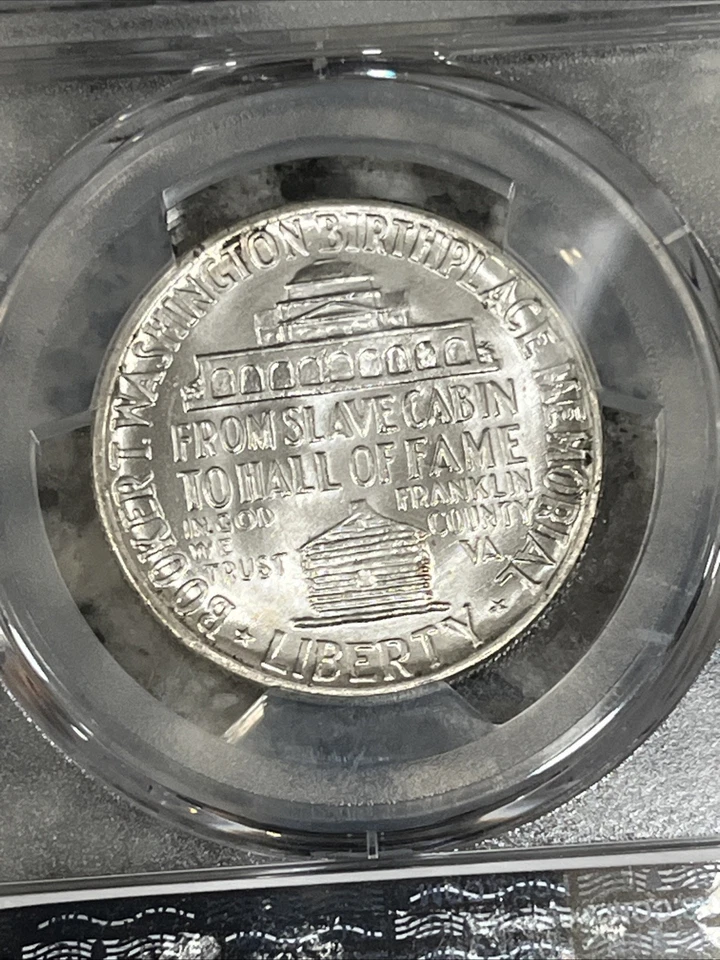 BOOKER T. WASHINGTON BIRTHPLACE MEMORIAL
FROM SLAVE CABIN
TO HALL OF FAME
IN GOD
WE
TRUST
FRANKLIN
COUNTY
VA.
LIBERTY